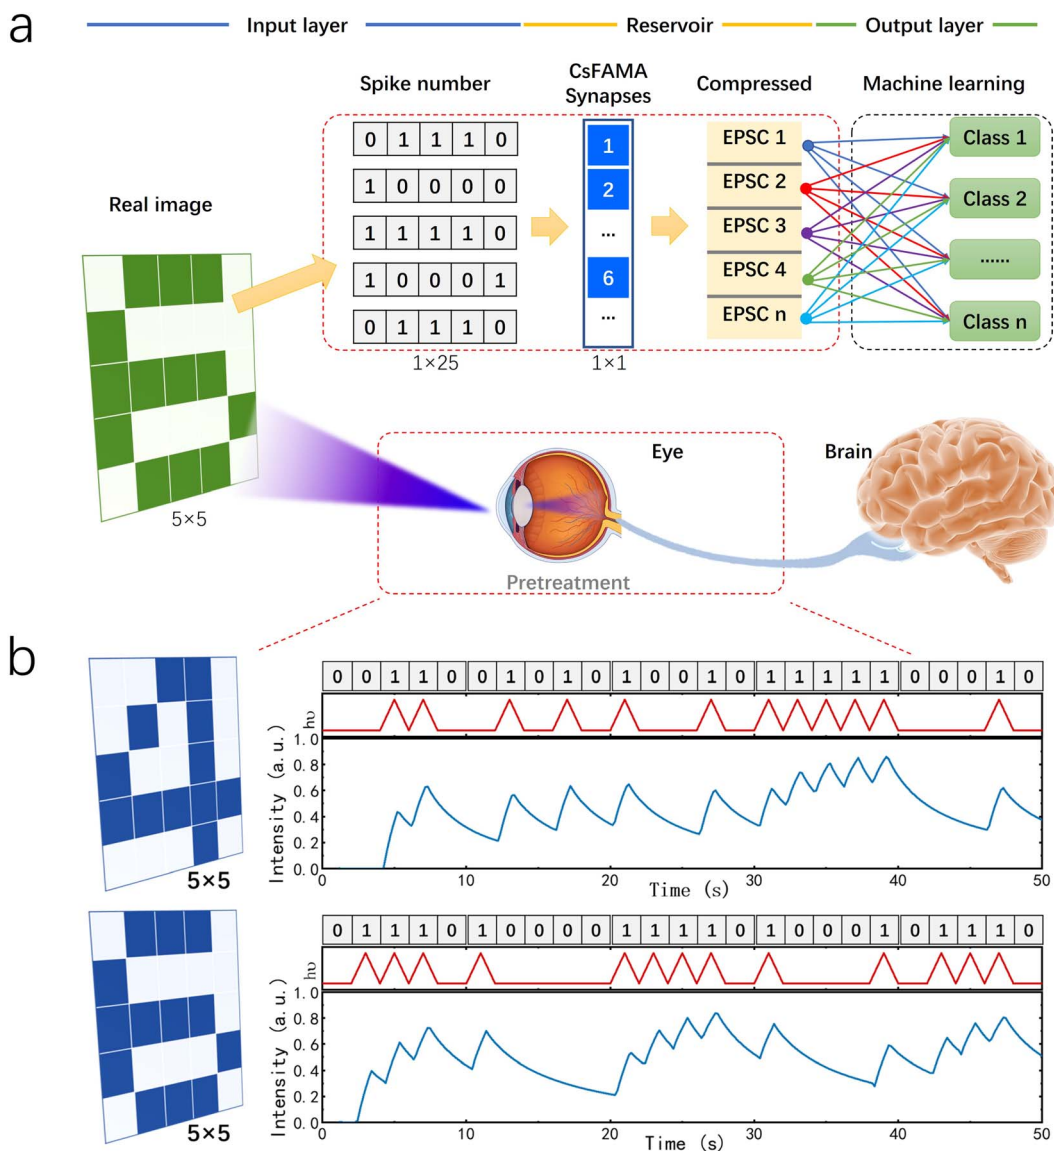 a
Input layer
Reservoir
Output layer
Spike number
CsFAMA
Synapses
Compressed
Machine learning
Real image
0 1 1 1 0
1 0 0 0 0
1 1 1 1 0
1 0 0 0 1
0 1 1 1 0
1×25
1
2
...
6
...
1×1
EPSC 1
EPSC 2
EPSC 3
EPSC 4
EPSC n
Class 1
Class 2
......
Class n
5×5
Eye
Brain
Pretreatment
b
5×5
0 0 1 1 0 0 1 0 1 0 1 0 0 1 0 1 1 1 1 1 0 0 0 1 0
hυ
Intensity (a.u.)
1.0
0.8
0.6
0.4
0.2
0.0
0 10 20 30 40 50
Time (s)
5×5
0 1 1 1 0 1 0 0 0 0 1 1 1 1 0 1 0 0 0 1 0 1 1 1 0
hυ
Intensity (a.u.)
1.0
0.8
0.6
0.4
0.2
0.0
0 10 20 30 40 50
Time (s)